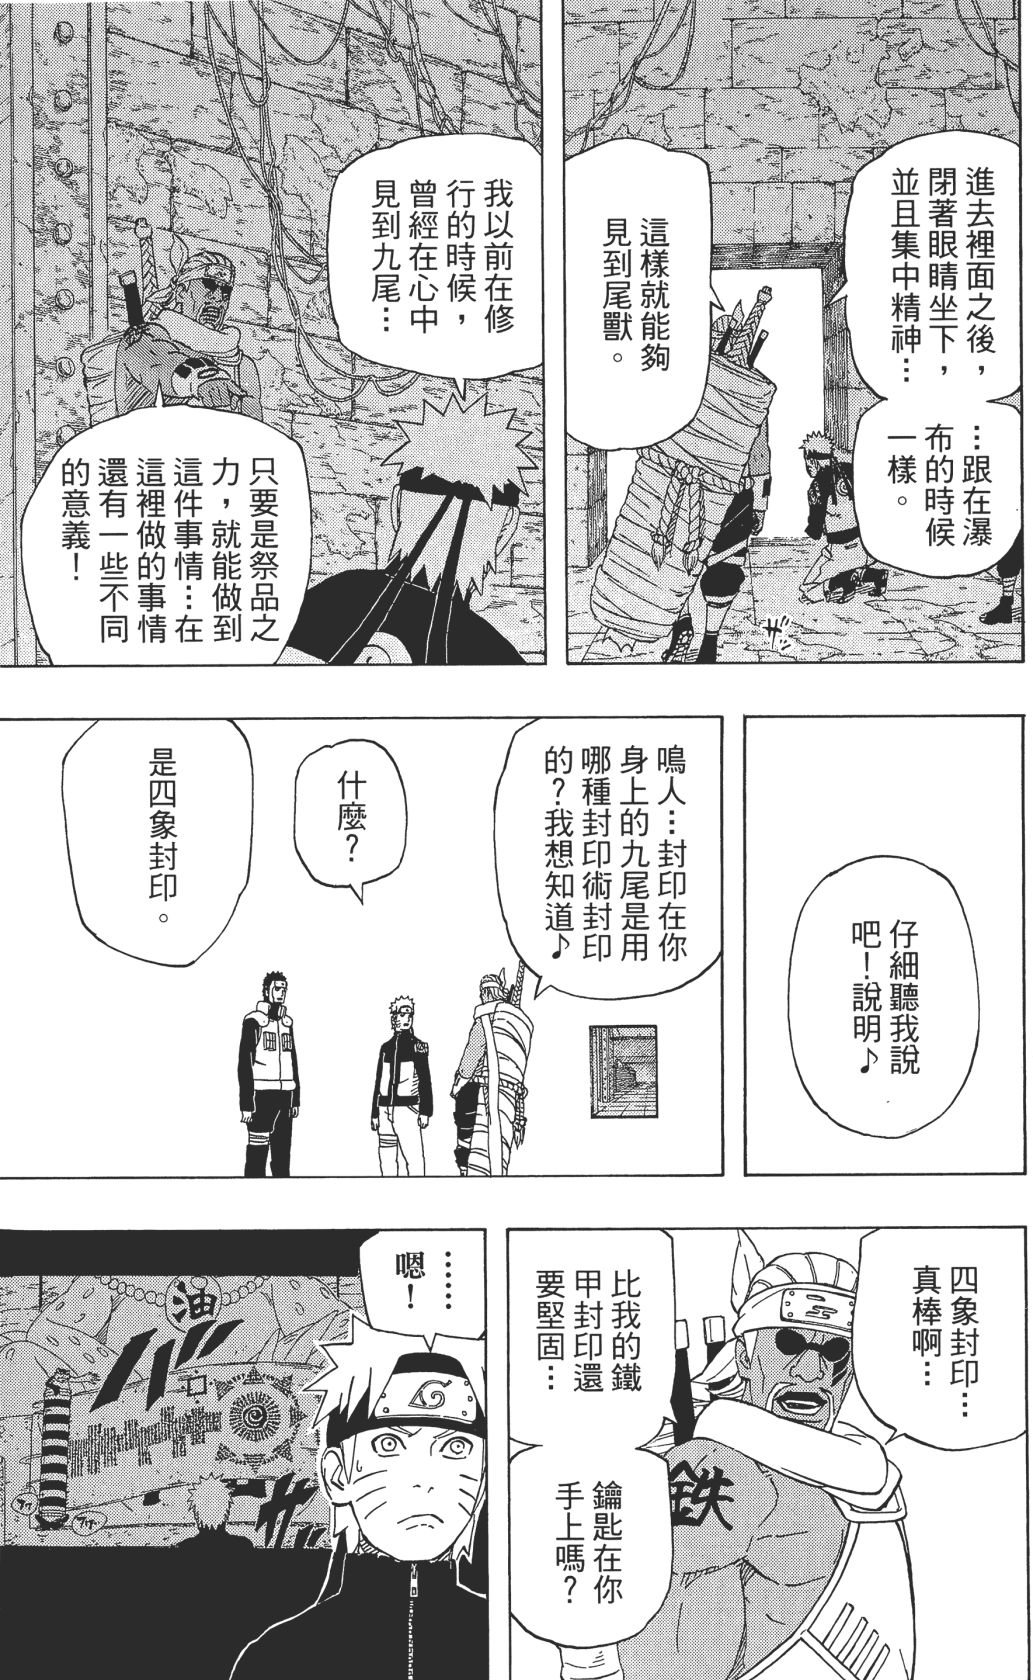 進去裡面之後，
閉著眼睛坐下，
並且集中精神…
…跟在瀑
布的時候
一樣。
這樣就能夠
見到尾獸。
ザッ
我以前在修
行的時候，
曾經在心中
見到九尾…
只要是祭品之
力，就能做到
這件事情…在
這裡做的事情
還有一些不同
的意義！
仔細聽我說
吧！說明♪
鳴人…封印在你
身上的九尾是用
哪種封印術封印
的？我想知道♪
什麼？
是四象封印。
四象封印…
真棒啊…
比我的鐵
甲封印還
要堅固…
鑰匙在你
手上嗎？
鉄
……
嗯！
油